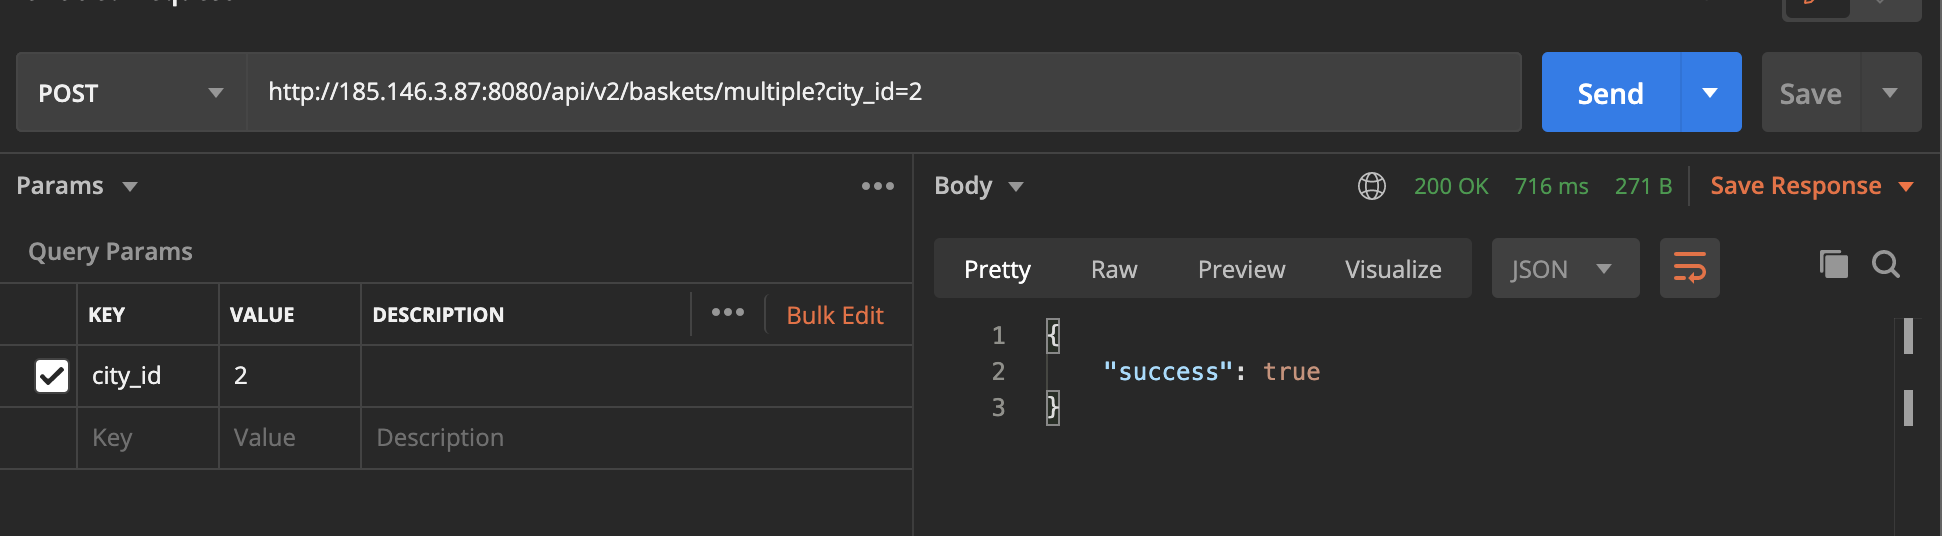 POST
http://185.146.3.87:8080/api/v2/baskets/multiple?city_id=2
Send
Save
Params
Query Params
KEY VALUE DESCRIPTION Bulk Edit
city_id 2
Key Value Description
Body
200 OK 716 ms 271 B Save Response
Pretty Raw Preview Visualize JSON
1 {
2 "success": true
3 }